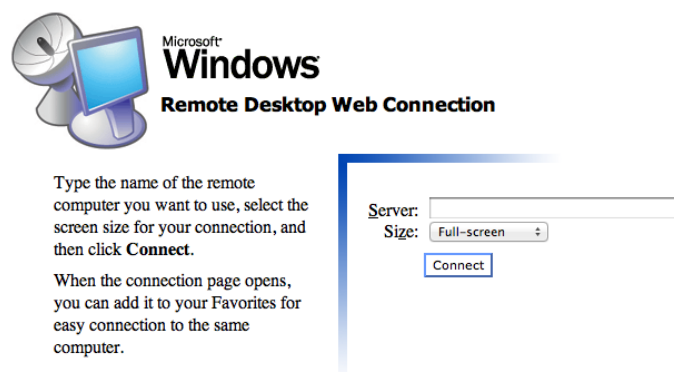 Microsoft
Windows
Remote Desktop Web Connection
Type the name of the remote
computer you want to use, select the
screen size for your connection, and
then click Connect.
When the connection page opens,
you can add it to your Favorites for
easy connection to the same
computer.
Server:
Size: Full-screen
Connect